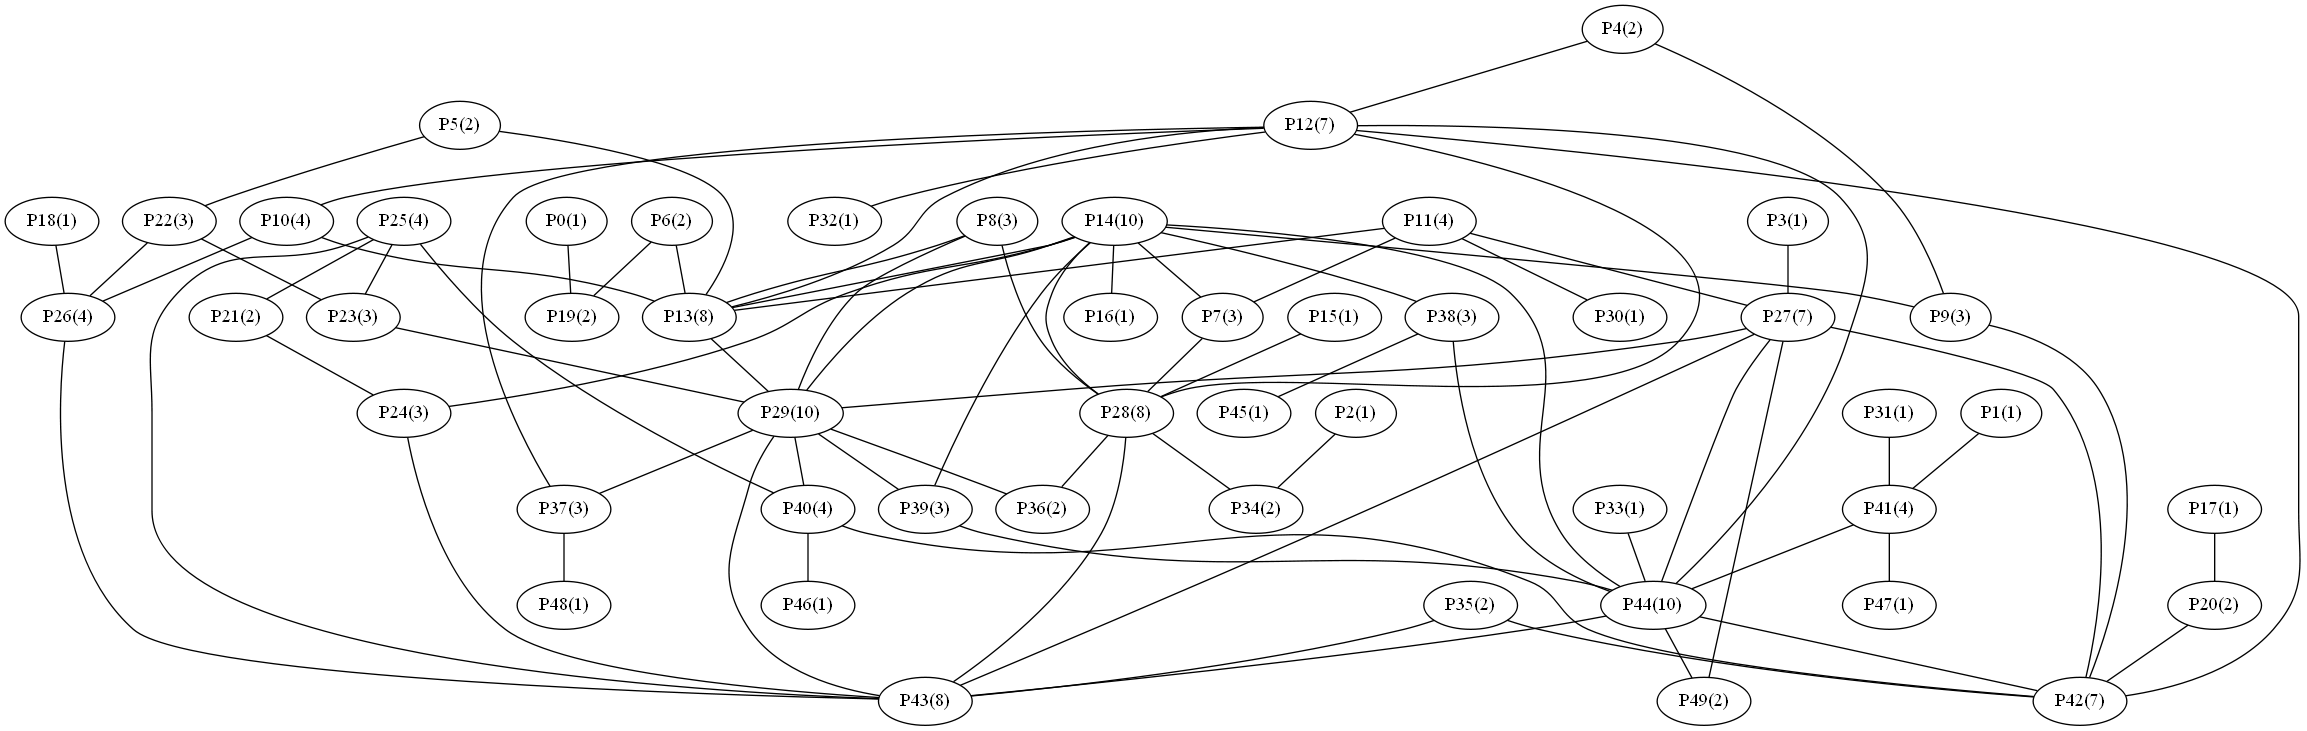 P4(2)
P5(2)
P12(7)
P18(1)
P22(3)
P10(4)
P25(4)
P0(1)
P6(2)
P32(1)
P8(3)
P14(10)
P11(4)
P3(1)
P26(4)
P21(2)
P23(3)
P19(2)
P13(8)
P16(1)
P7(3)
P15(1)
P38(3)
P30(1)
P27(7)
P9(3)
P24(3)
P29(10)
P28(8)
P45(1)
P2(1)
P31(1)
P1(1)
P37(3)
P40(4)
P39(3)
P36(2)
P34(2)
P33(1)
P41(4)
P17(1)
P48(1)
P46(1)
P35(2)
P44(10)
P47(1)
P20(2)
P43(8)
P49(2)
P42(7)